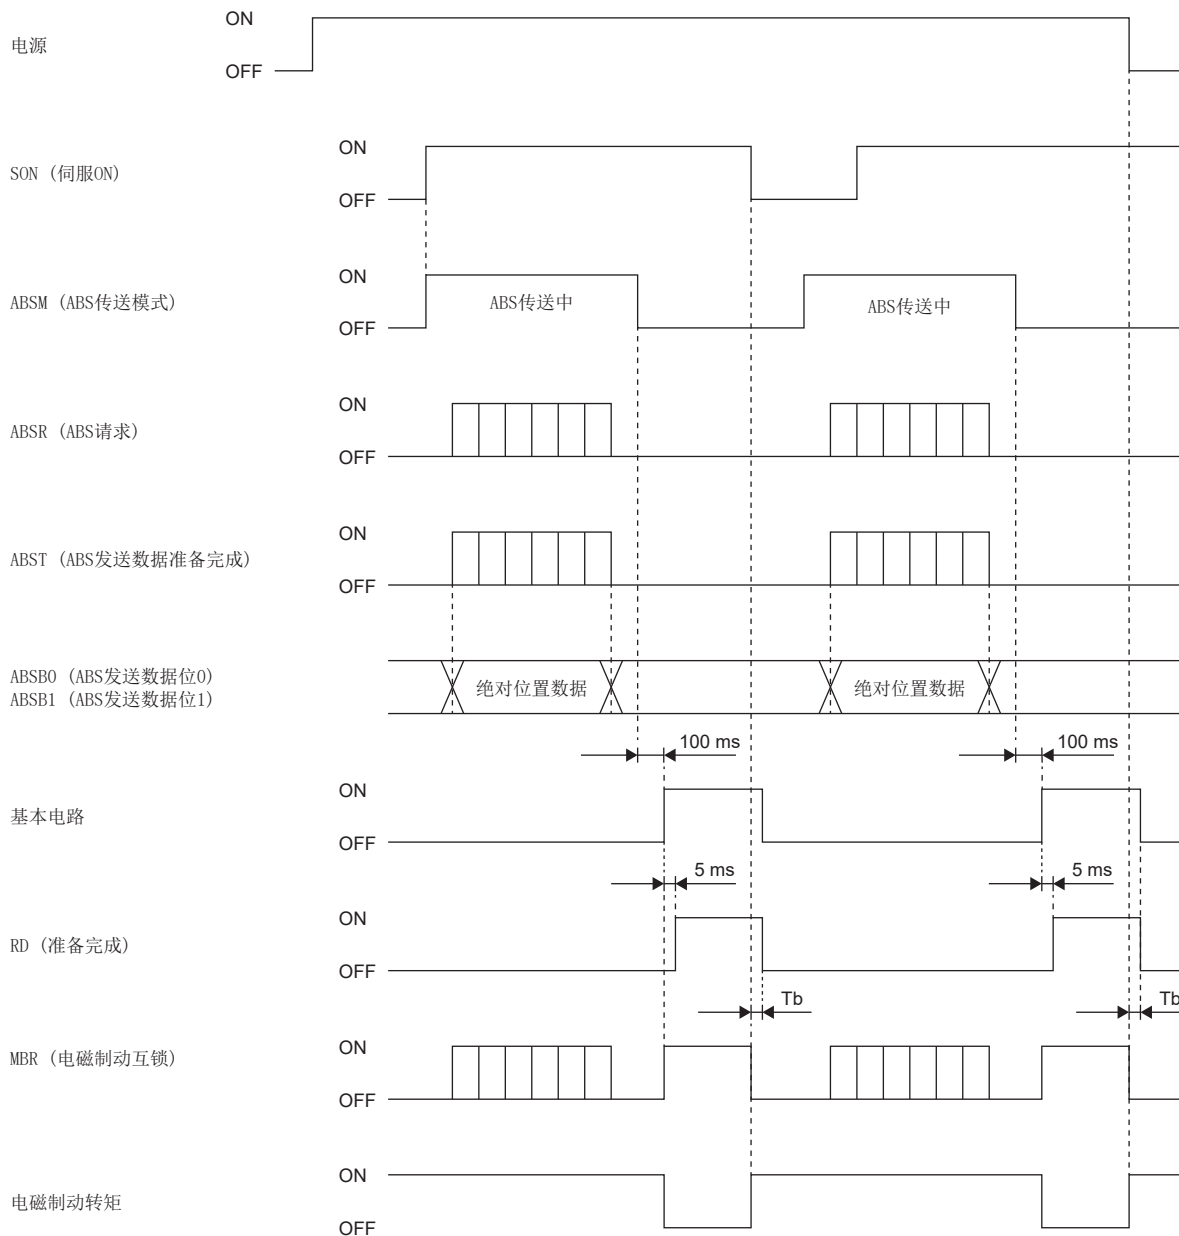 ON
电源
OFF
ON
SON (伺服ON)
OFF
ON
ABSM (ABS传送模式)
ABS传送中
ABS传送中
OFF
ON
ABSR (ABS请求)
OFF
ON
ABST (ABS发送数据准备完成)
OFF
ABSB0 (ABS发送数据位0)
ABSB1 (ABS发送数据位1)
绝对位置数据
绝对位置数据
100 ms
100 ms
ON
基本电路
OFF
5 ms
5 ms
ON
RD (准备完成)
OFF
Tb
Tb
ON
MBR (电磁制动互锁)
OFF
ON
电磁制动转矩
OFF